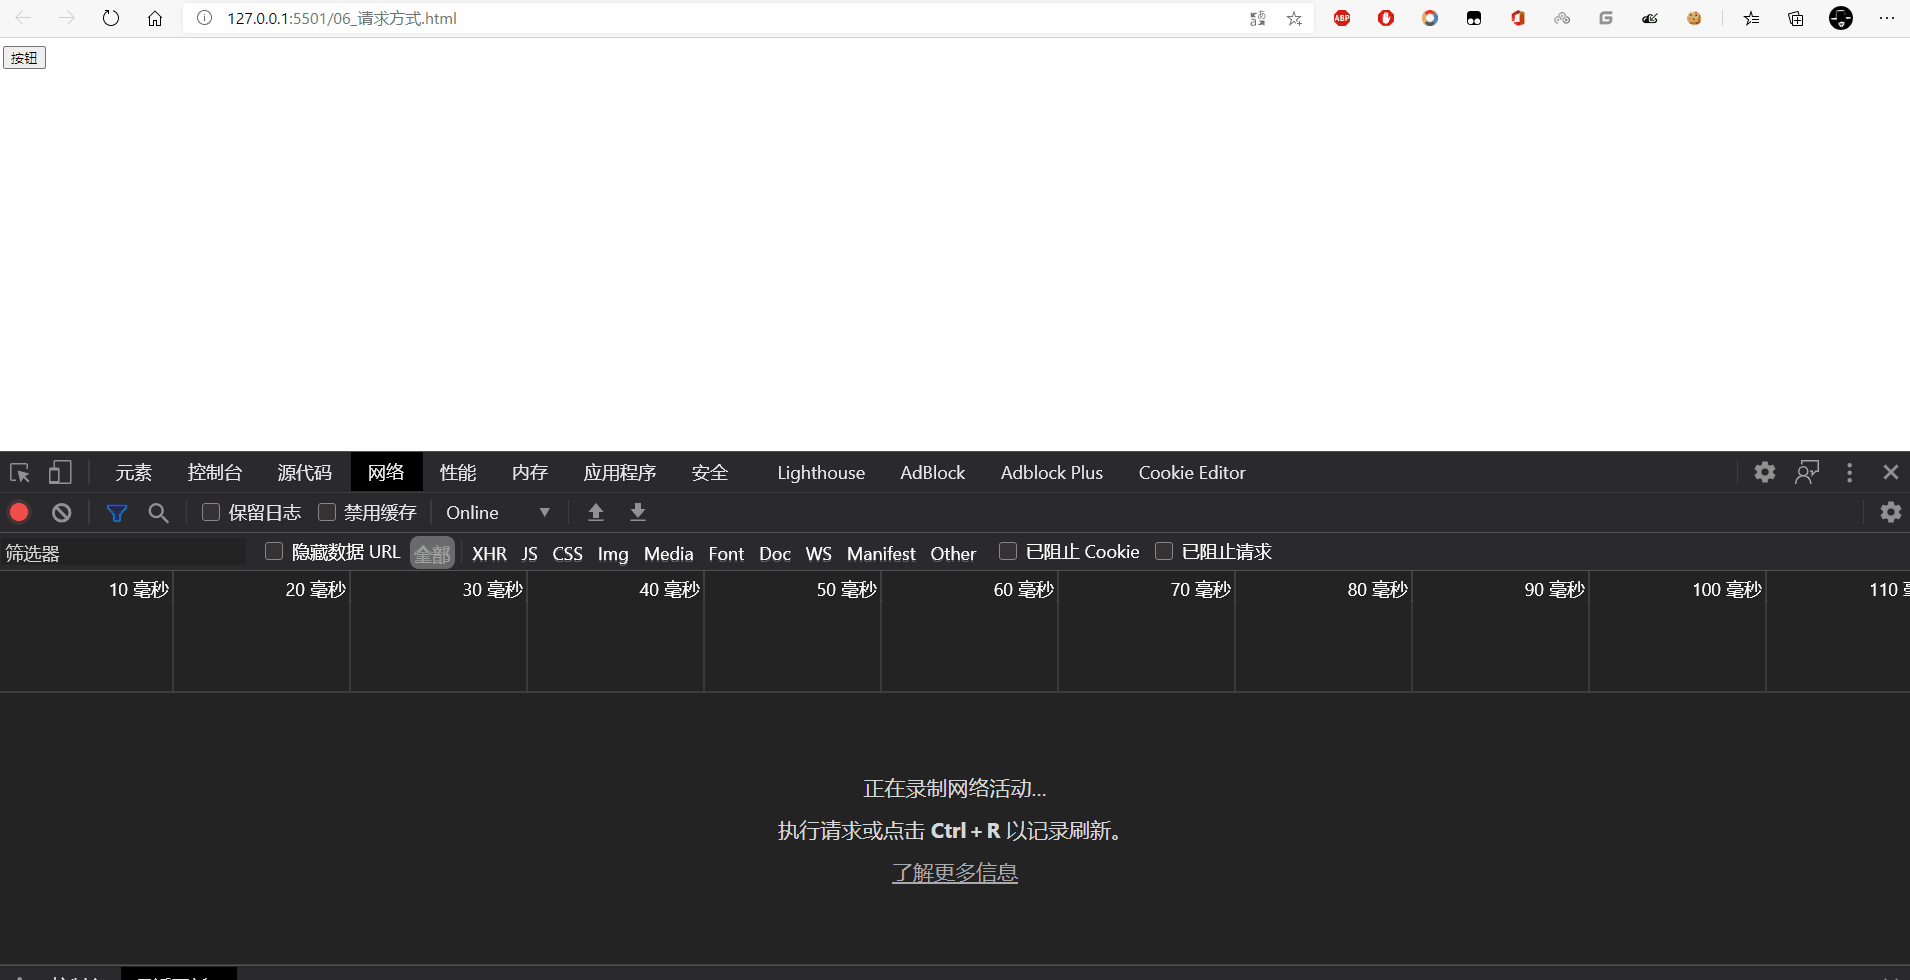 127.0.0.1:5501/06_请求方式.html
ABP
按钮
元素 控制台 源代码 网络 性能 内存 应用程序 安全 Lighthouse AdBlock Adblock Plus Cookie Editor
保留日志 禁用缓存 Online
筛选器 隐藏数据 URL 全部 XHR JS CSS Img Media Font Doc WS Manifest Other 已阻止 Cookie 已阻止请求
10 毫秒 20 毫秒 30 毫秒 40 毫秒 50 毫秒 60 毫秒 70 毫秒 80 毫秒 90 毫秒 100 毫秒 110
正在录制网络活动...
执行请求或点击 Ctrl + R 以记录刷新。
了解更多信息